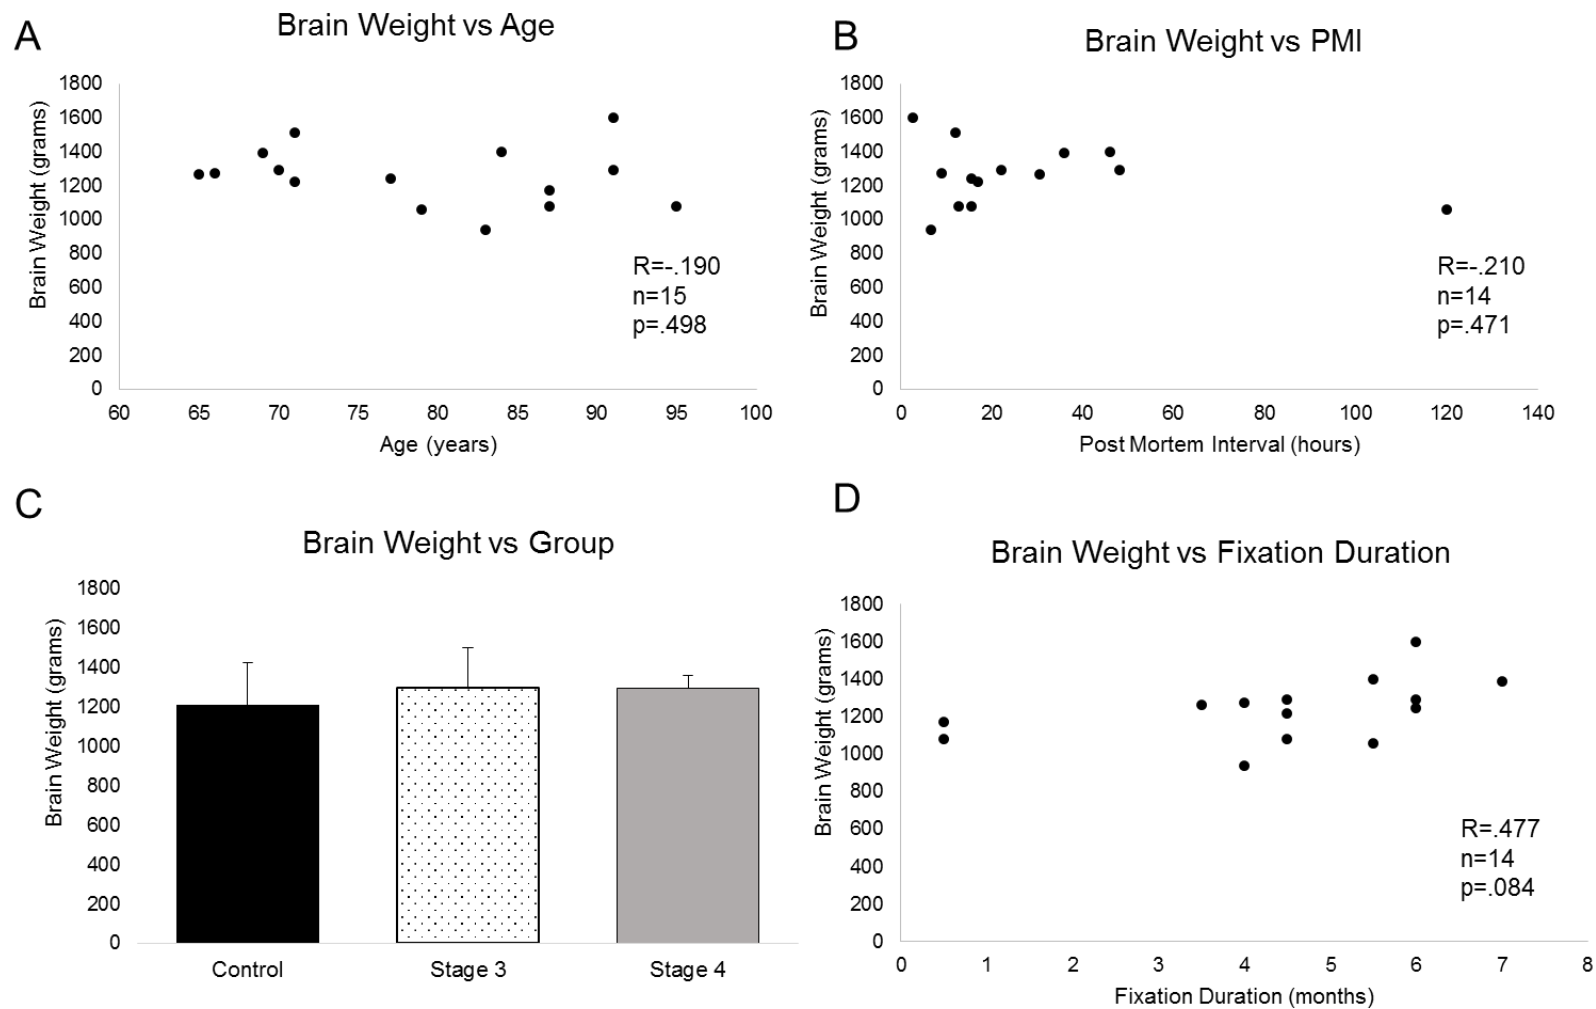 A
Brain Weight vs Age
Brain Weight (grams)
1800
1600
1400
1200
1000
800
600
400
200
0
R=-.190
n=15
p=.498
60 65 70 75 80 85 90 95 100
Age (years)
B
Brain Weight vs PMI
Brain Weight (grams)
1800
1600
1400
1200
1000
800
600
400
200
0
R=-.210
n=14
p=.471
0 20 40 60 80 100 120 140
Post Mortem Interval (hours)
C
Brain Weight vs Group
Brain Weight (grams)
1800
1600
1400
1200
1000
800
600
400
200
0
Control Stage 3 Stage 4
D
Brain Weight vs Fixation Duration
Brain Weight (grams)
1800
1600
1400
1200
1000
800
600
400
200
0
R=.477
n=14
p=.084
0 1 2 3 4 5 6 7 8
Fixation Duration (months)